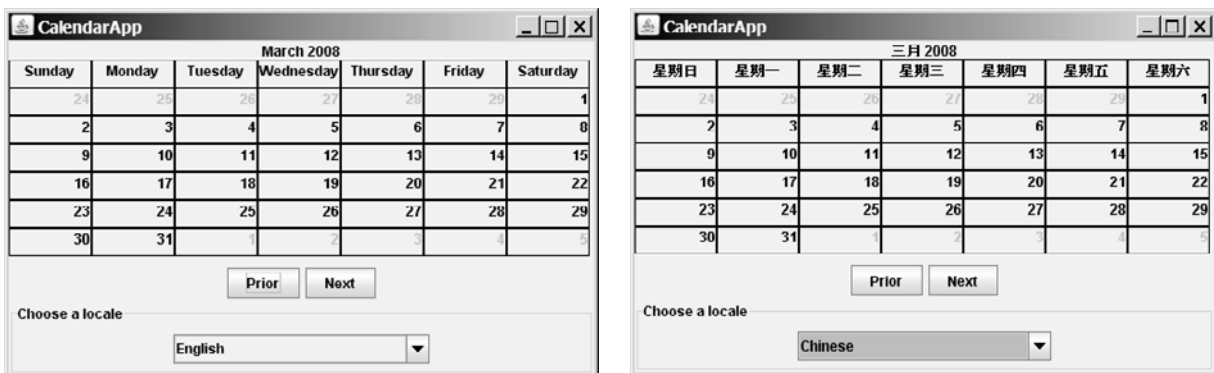 CalendarApp
March 2008
Sunday Monday Tuesday Wednesday Thursday Friday Saturday
24 25 26 27 28 29 1
2 3 4 5 6 7 8
9 10 11 12 13 14 15
16 17 18 19 20 21 22
23 24 25 26 27 28 29
30 31 1 2 3 4 5
Prior Next
Choose a locale
English
CalendarApp
三月 2008
星期日 星期一 星期二 星期三 星期四 星期五 星期六
24 25 26 27 28 29 1
2 3 4 5 6 7 8
9 10 11 12 13 14 15
16 17 18 19 20 21 22
23 24 25 26 27 28 29
30 31 1 2 3 4 5
Prior Next
Choose a locale
Chinese